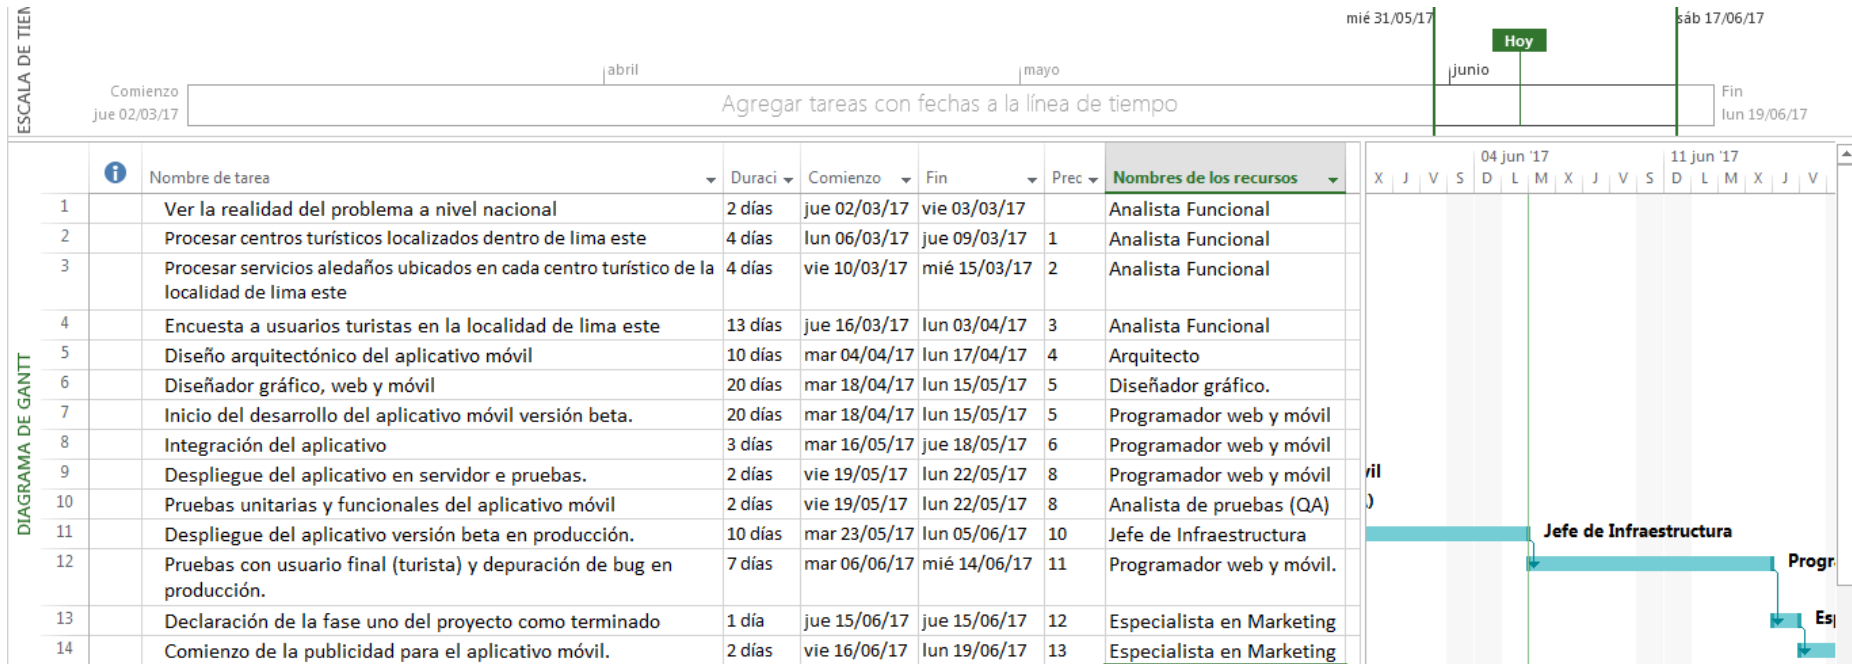 mié 31/05/17 sáb 17/06/17
Hoy
abril mayo junio
Comienzo Fin
Agregar tareas con fechas a la línea de tiempo
jue 02/03/17 lun 19/06/17
ESCALA DE TIEN
04 jun '17 11 jun '17
Nombre de tarea Duraci Comienzo Fin Prec Nombres de los recursos X J V S D L M X J V S D L M X J V
1 Ver la realidad del problema a nivel nacional 2 días jue 02/03/17 vie 03/03/17 Analista Funcional
2 Procesar centros turísticos localizados dentro de lima este 4 días lun 06/03/17 jue 09/03/17 1 Analista Funcional
3 Procesar servicios aledaños ubicados en cada centro turístico de la 4 días vie 10/03/17 mié 15/03/17 2 Analista Funcional
localidad de lima este
4 Encuesta a usuarios turistas en la localidad de lima este 13 días jue 16/03/17 lun 03/04/17 3 Analista Funcional
5 Diseño arquitectónico del aplicativo móvil 10 días mar 04/04/17 lun 17/04/17 4 Arquitecto
6 Diseñador gráfico, web y móvil 20 días mar 18/04/17 lun 15/05/17 5 Diseñador gráfico.
7 Inicio del desarrollo del aplicativo móvil versión beta. 20 días mar 18/04/17 lun 15/05/17 5 Programador web y móvil
8 Integración del aplicativo 3 días mar 16/05/17 jue 18/05/17 6 Programador web y móvil
9 Despliegue del aplicativo en servidor e pruebas. 2 días vie 19/05/17 lun 22/05/17 8 Programador web y móvil vil
10 Pruebas unitarias y funcionales del aplicativo móvil 2 días vie 19/05/17 lun 22/05/17 8 Analista de pruebas (QA) )
11 Despliegue del aplicativo versión beta en producción. 10 días mar 23/05/17 lun 05/06/17 10 Jefe de Infraestructura Jefe de Infraestructura
12 Pruebas con usuario final (turista) y depuración de bug en 7 días mar 06/06/17 mié 14/06/17 11 Programador web y móvil. Progr
producción.
13 Declaración de la fase uno del proyecto como terminado 1 día jue 15/06/17 jue 15/06/17 12 Especialista en Marketing Esp
14 Comienzo de la publicidad para el aplicativo móvil. 2 días vie 16/06/17 lun 19/06/17 13 Especialista en Marketing
DIAGRAMA DE GANTT